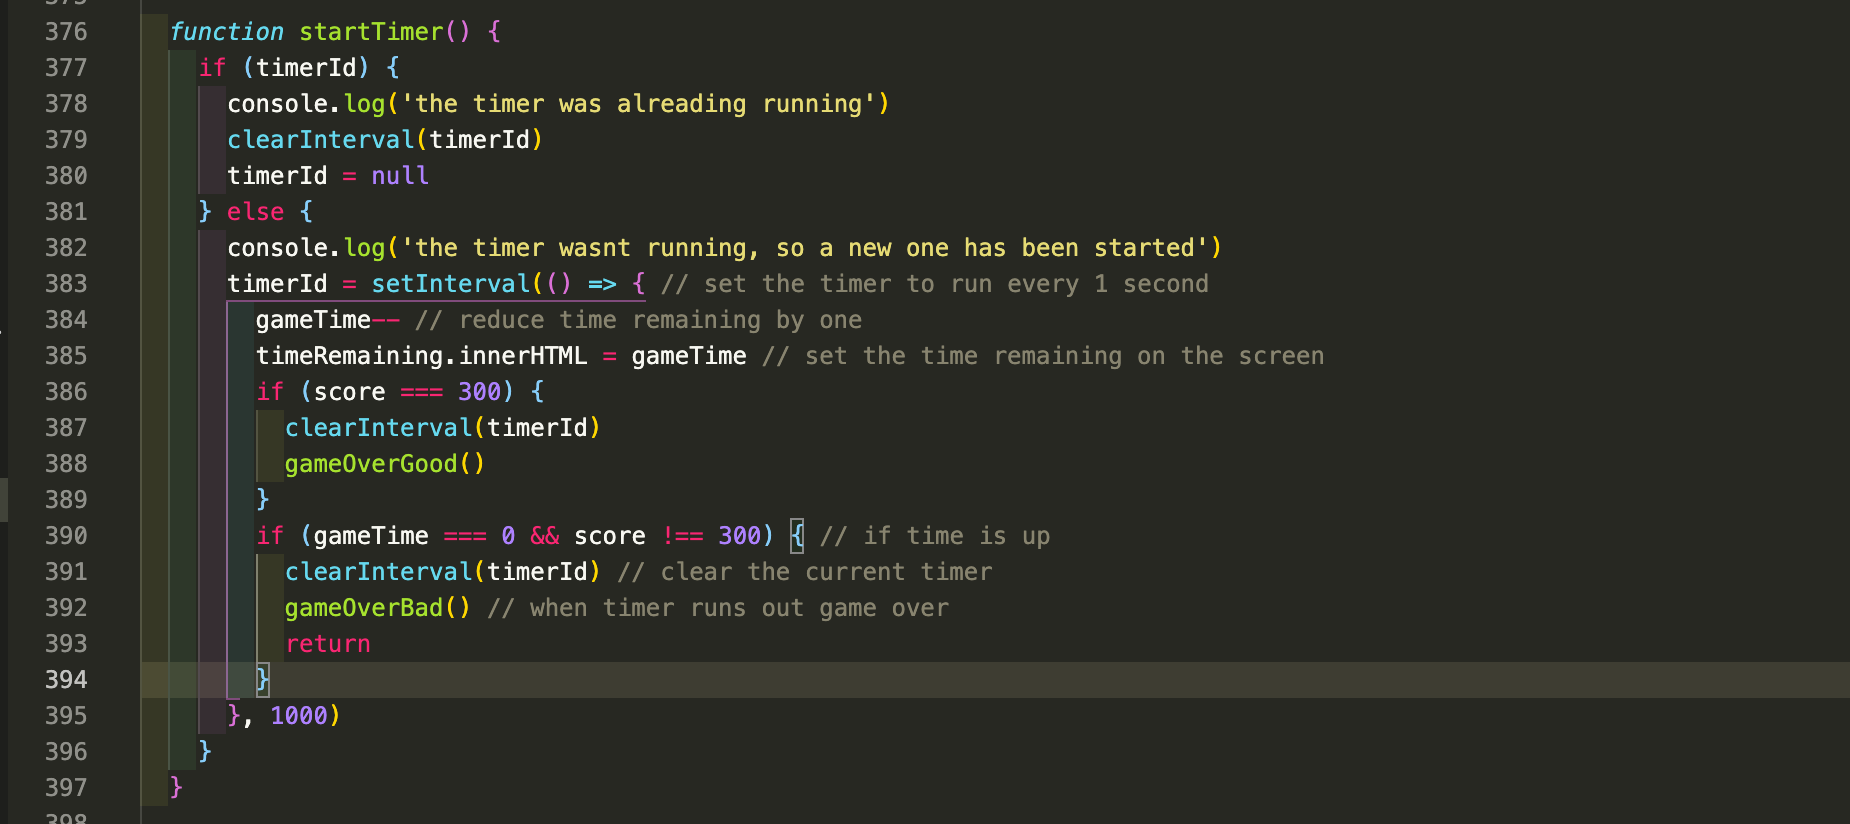 376 function startTimer() {
377 if (timerId) {
378 console.log('the timer was alreading running')
379 clearInterval(timerId)
380 timerId = null
381 } else {
382 console.log('the timer wasnt running, so a new one has been started')
383 timerId = setInterval(() => { // set the timer to run every 1 second
384 gameTime-- // reduce time remaining by one
385 timeRemaining.innerHTML = gameTime // set the time remaining on the screen
386 if (score === 300) {
387 clearInterval(timerId)
388 gameOverGood()
389 }
390 if (gameTime === 0 && score !== 300) { // if time is up
391 clearInterval(timerId) // clear the current timer
392 gameOverBad() // when timer runs out game over
393 return
394 }
395 }, 1000)
396 }
397 }
398